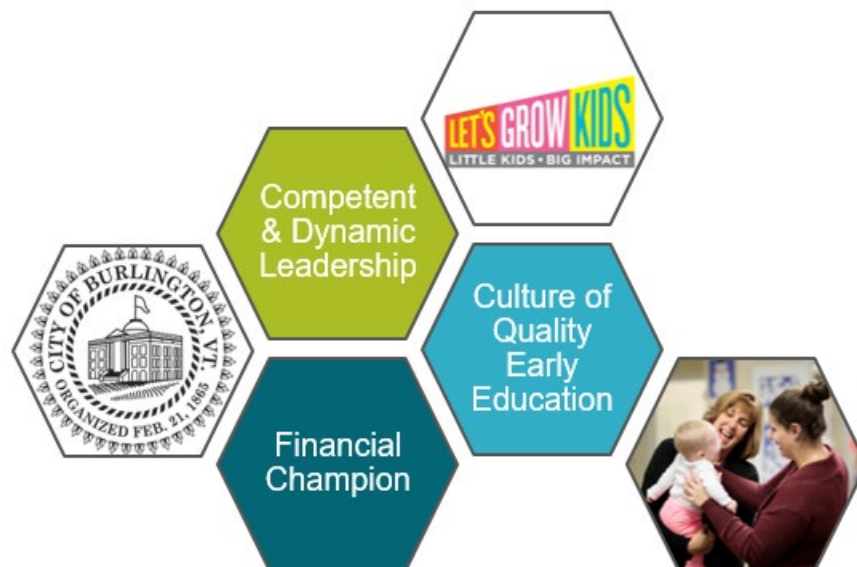 LET'S GROW KIDS
LITTLE KIDS • BIG IMPACT
Competent
& Dynamic
Leadership
CITY OF BURLINGTON, VT.
ORGANIZED FEB. 21, 1865
Culture of
Quality
Early
Education
Financial
Champion